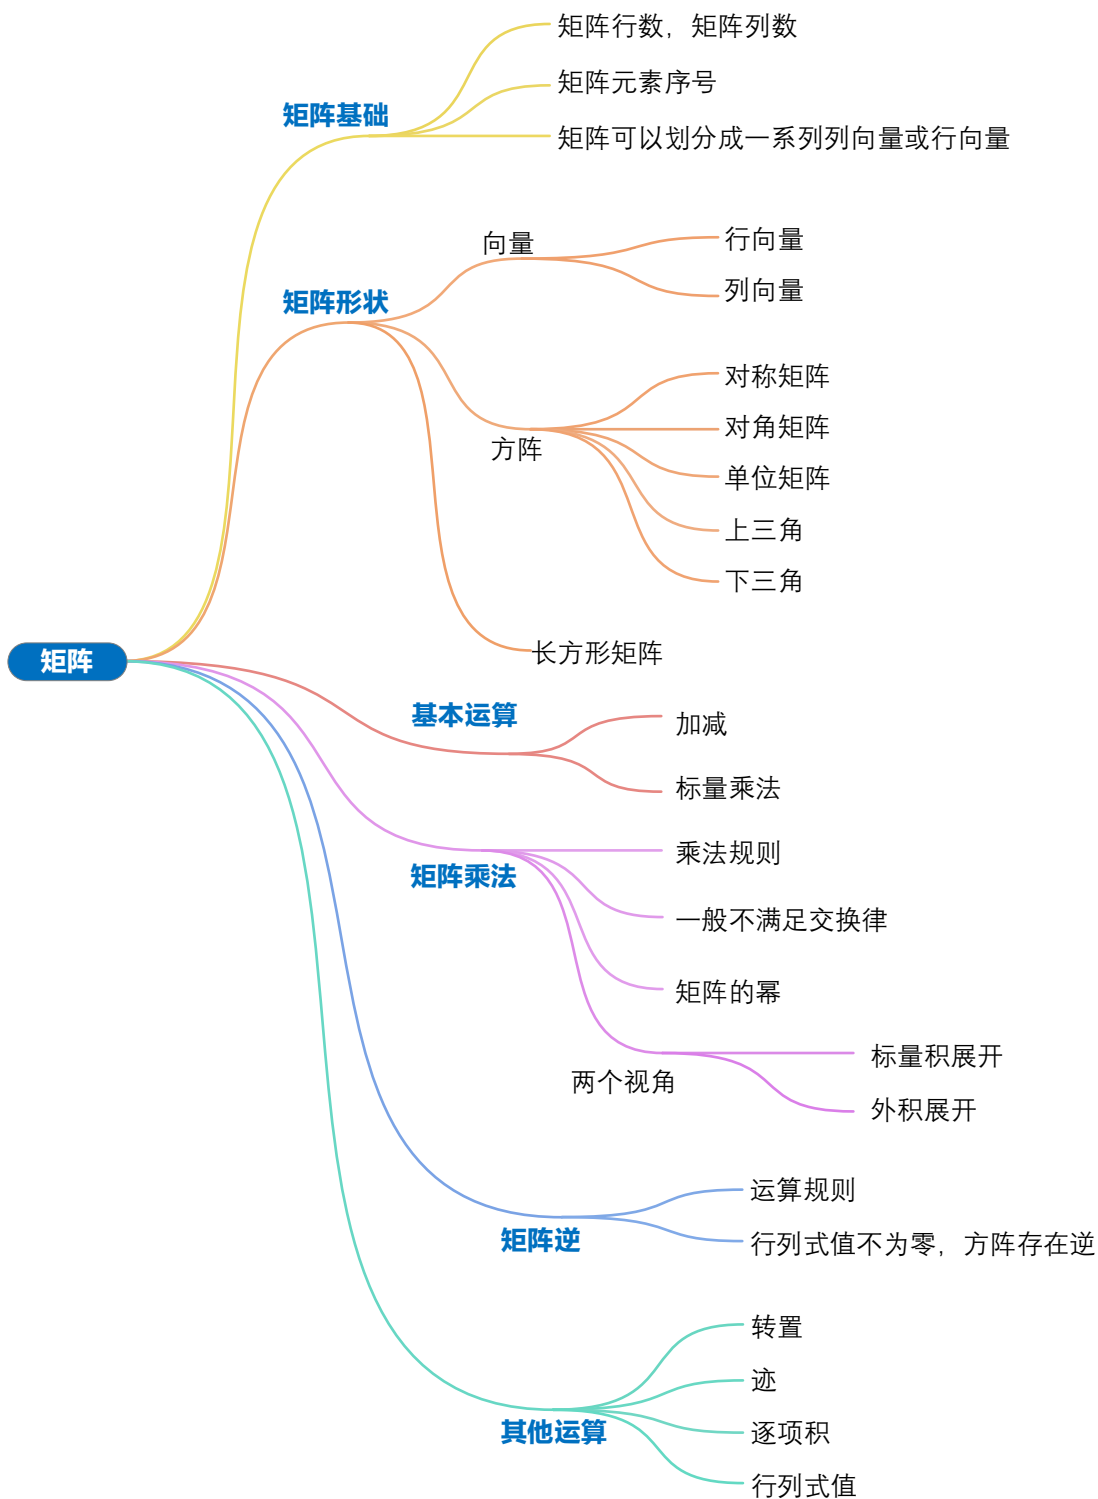 矩阵
矩阵基础
矩阵行数，矩阵列数
矩阵元素序号
矩阵可以划分成一系列列向量或行向量
矩阵形状
向量
行向量
列向量
方阵
对称矩阵
对角矩阵
单位矩阵
上三角
下三角
长方形矩阵
基本运算
加减
标量乘法
矩阵乘法
乘法规则
一般不满足交换律
矩阵的幂
两个视角
标量积展开
外积展开
矩阵逆
运算规则
行列式值不为零，方阵存在逆
其他运算
转置
迹
逐项积
行列式值